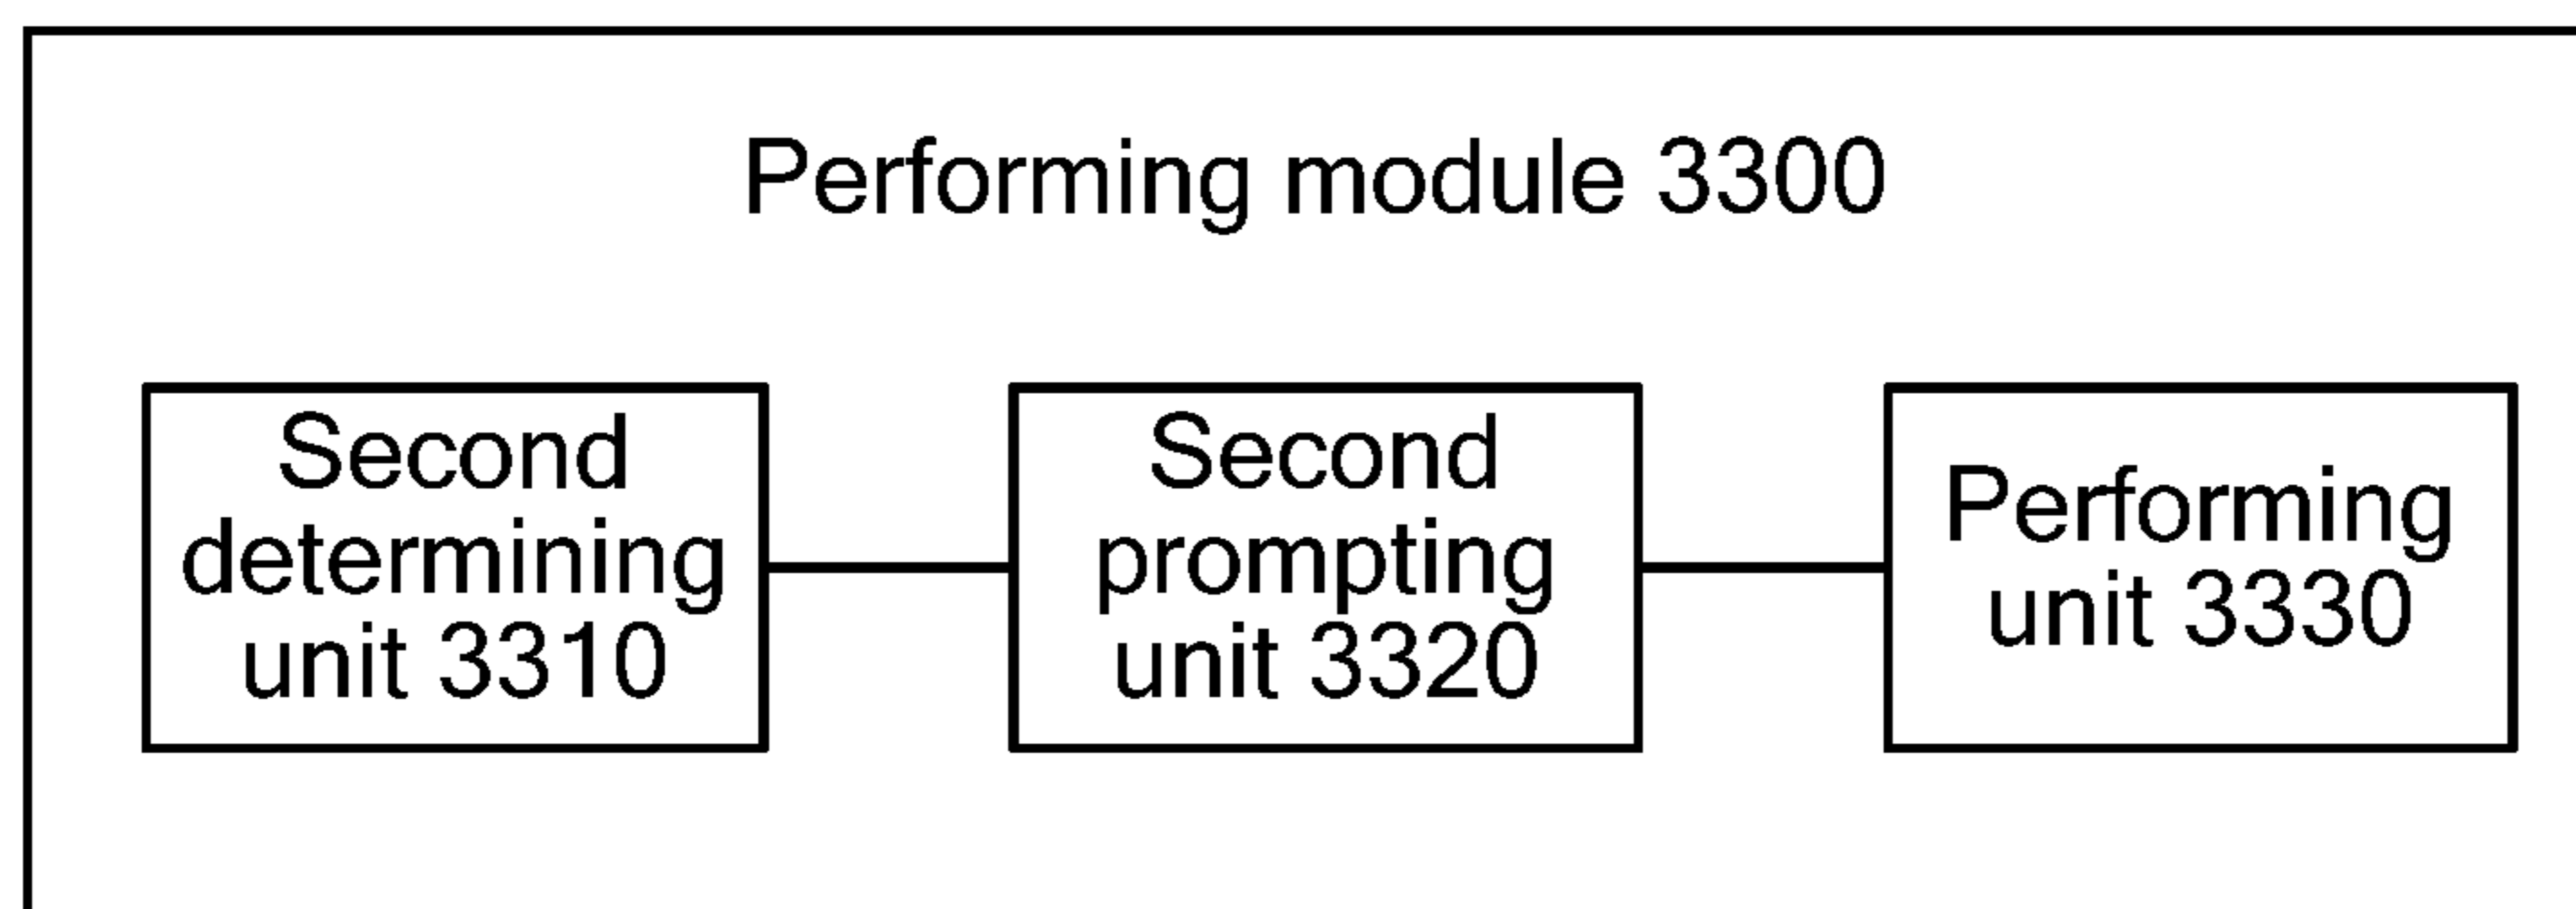 Performing module 3300
Second
determining
unit 3310
Second
prompting
unit 3320
Performing
unit 3330